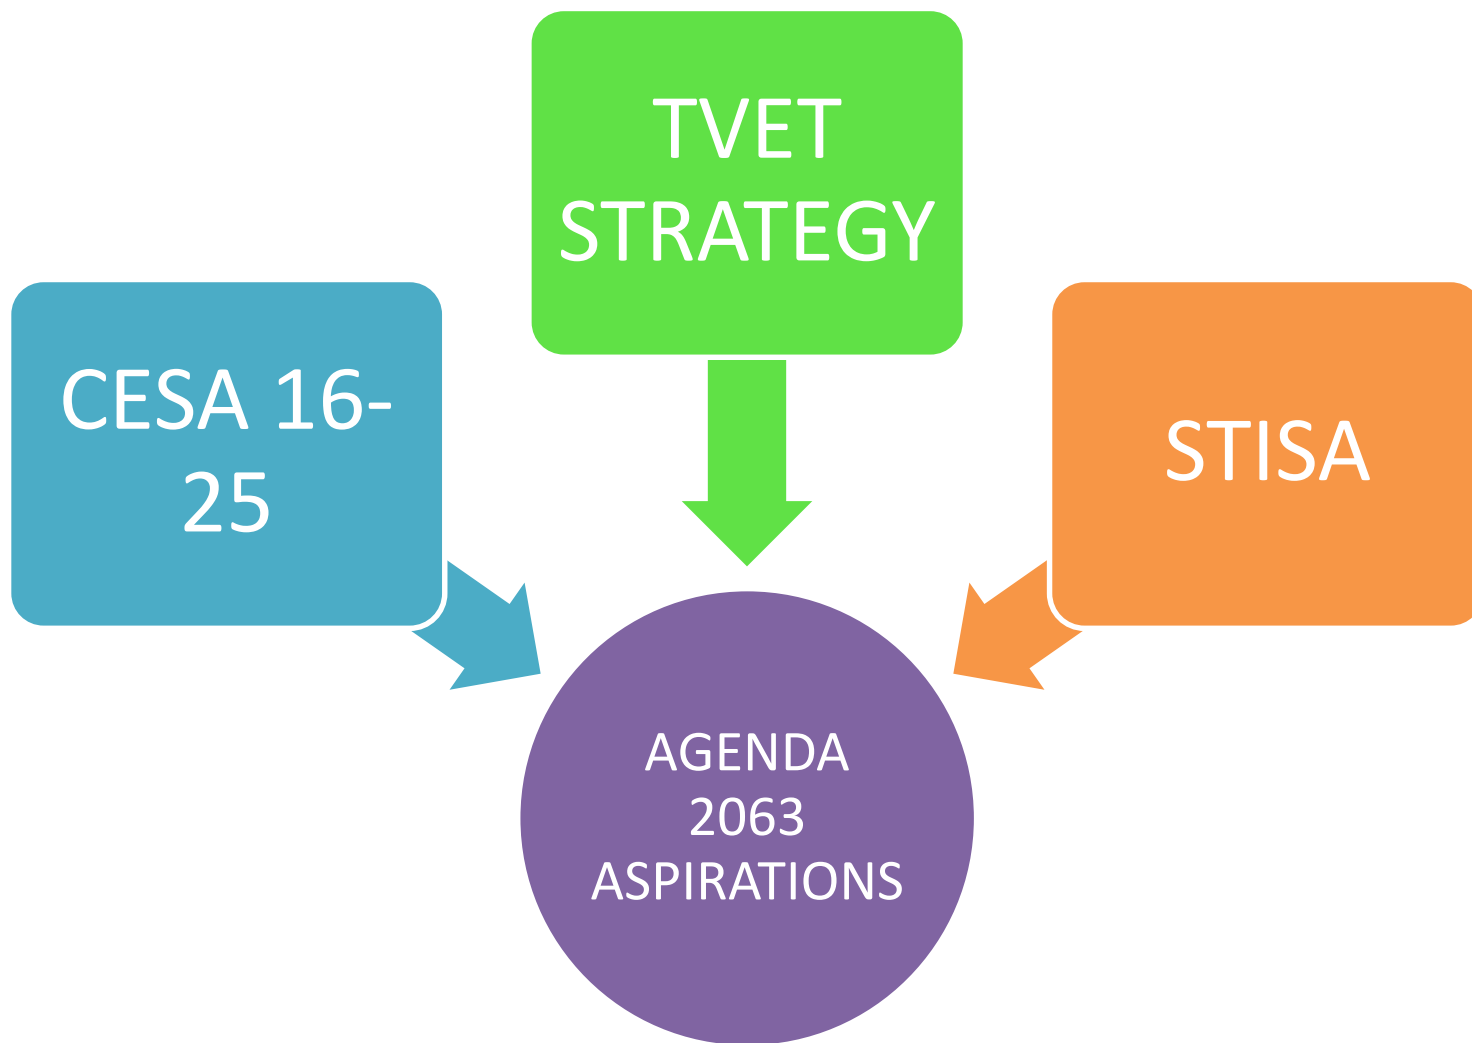 TVET
STRATEGY
CESA 16-
25
STISA
AGENDA
2063
ASPIRATIONS